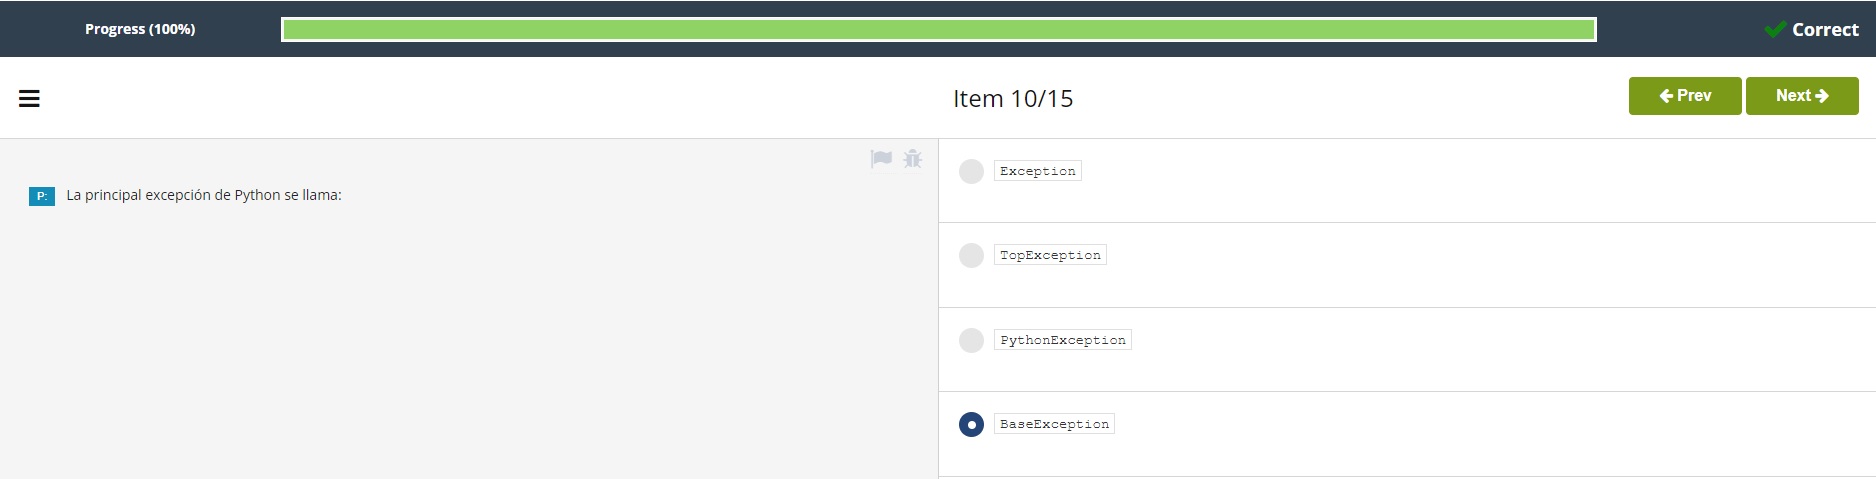 Progress (100%)
Correct
Item 10/15
Prev
Next
P: La principal excepción de Python se llama:
Exception
TopException
PythonException
BaseException